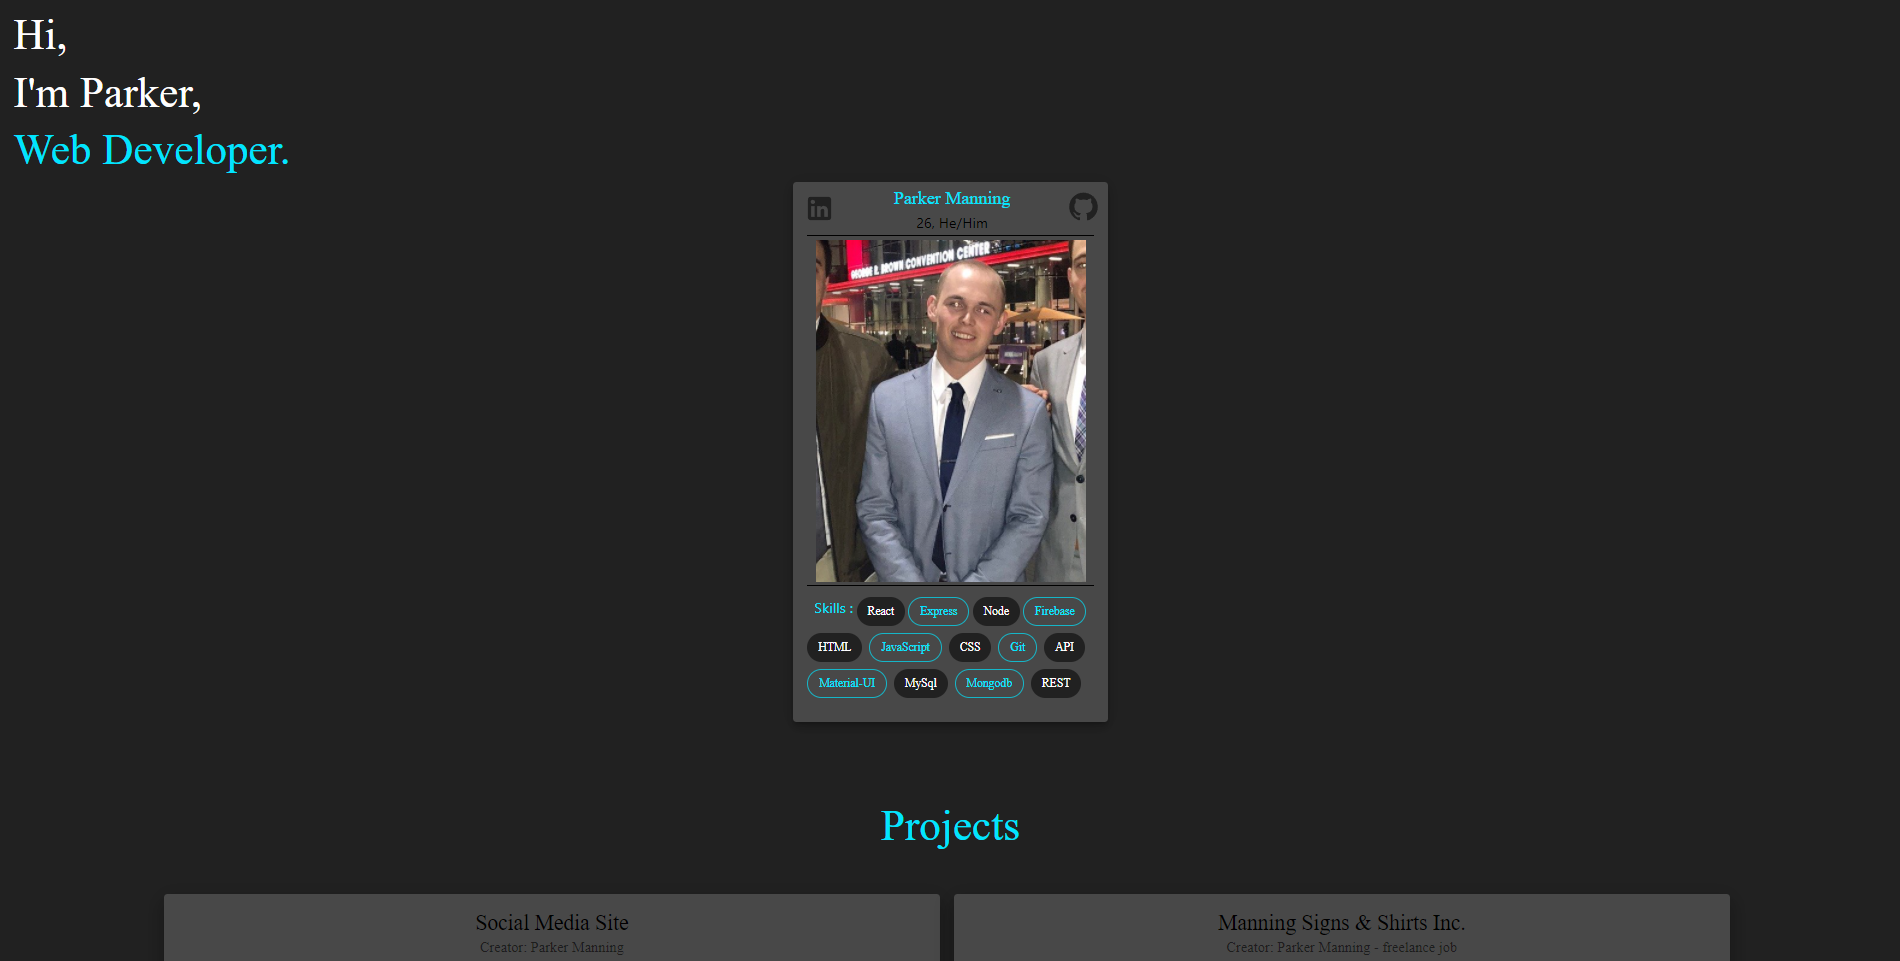 Hi,
I'm Parker,
Web Developer.
Parker Manning
26, He/Him
GEORGE R. BROWN CONVENTION CENTER
Skills : React Express Node Firebase
HTML JavaScript CSS Git API
Material-UI MySql Mongodb REST
Projects
Social Media Site
Creator: Parker Manning
Manning Signs & Shirts Inc.
Creator: Parker Manning - freelance job